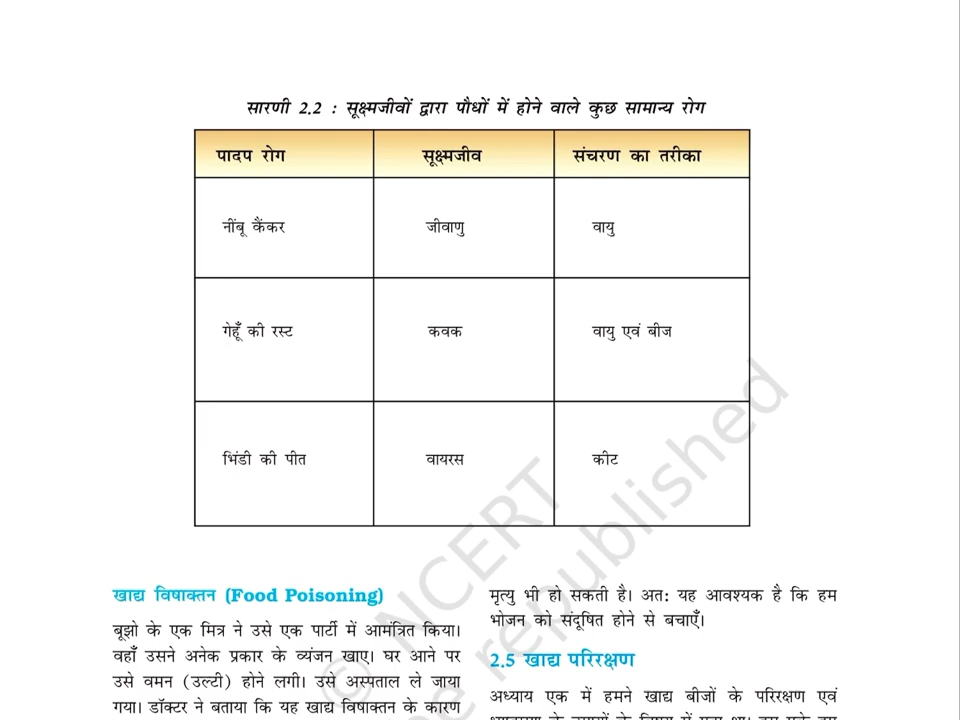 सारणी 2.2 : सूक्ष्मजीवों द्वारा पौधों में होने वाले कुछ सामान्य रोग
पादप रोग सूक्ष्मजीव संचरण का तरीका
नींबू कैंकर जीवाणु वायु
गेहूँ की रस्ट कवक वायु एवं बीज
भिंडी की पीत वायरस कीट
खाद्य विषाक्तन (Food Poisoning)
बूझो के एक मित्र ने उसे एक पार्टी में आमंत्रित किया।
वहाँ उसने अनेक प्रकार के व्यंजन खाए। घर आने पर
उसे वमन (उल्टी) होने लगी। उसे अस्पताल ले जाया
गया। डॉक्टर ने बताया कि यह खाद्य विषाक्तन के कारण
मृत्यु भी हो सकती है। अतः यह आवश्यक है कि हम
भोजन को संदूषित होने से बचाएँ।
2.5 खाद्य परिरक्षण
अध्याय एक में हमने खाद्य बीजों के परिरक्षण एवं
© NCERT
republished